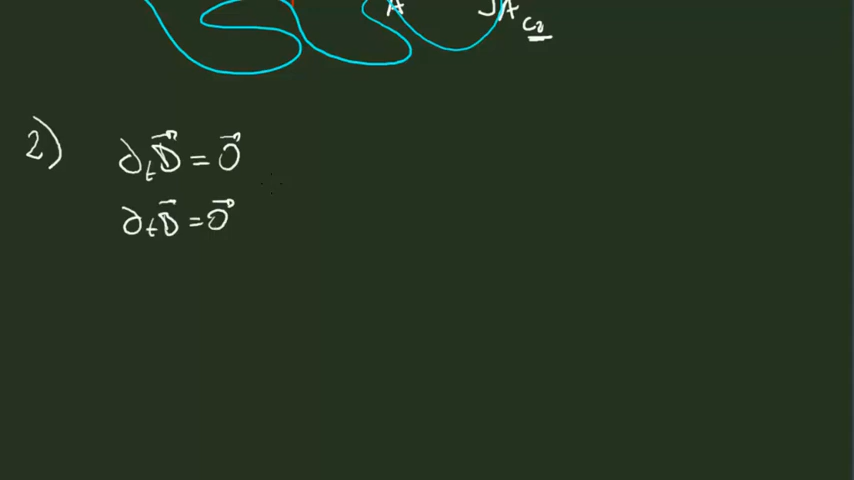 2) ∂ₜD⃗ = 0⃗
∂ₜB⃗ = 0⃗